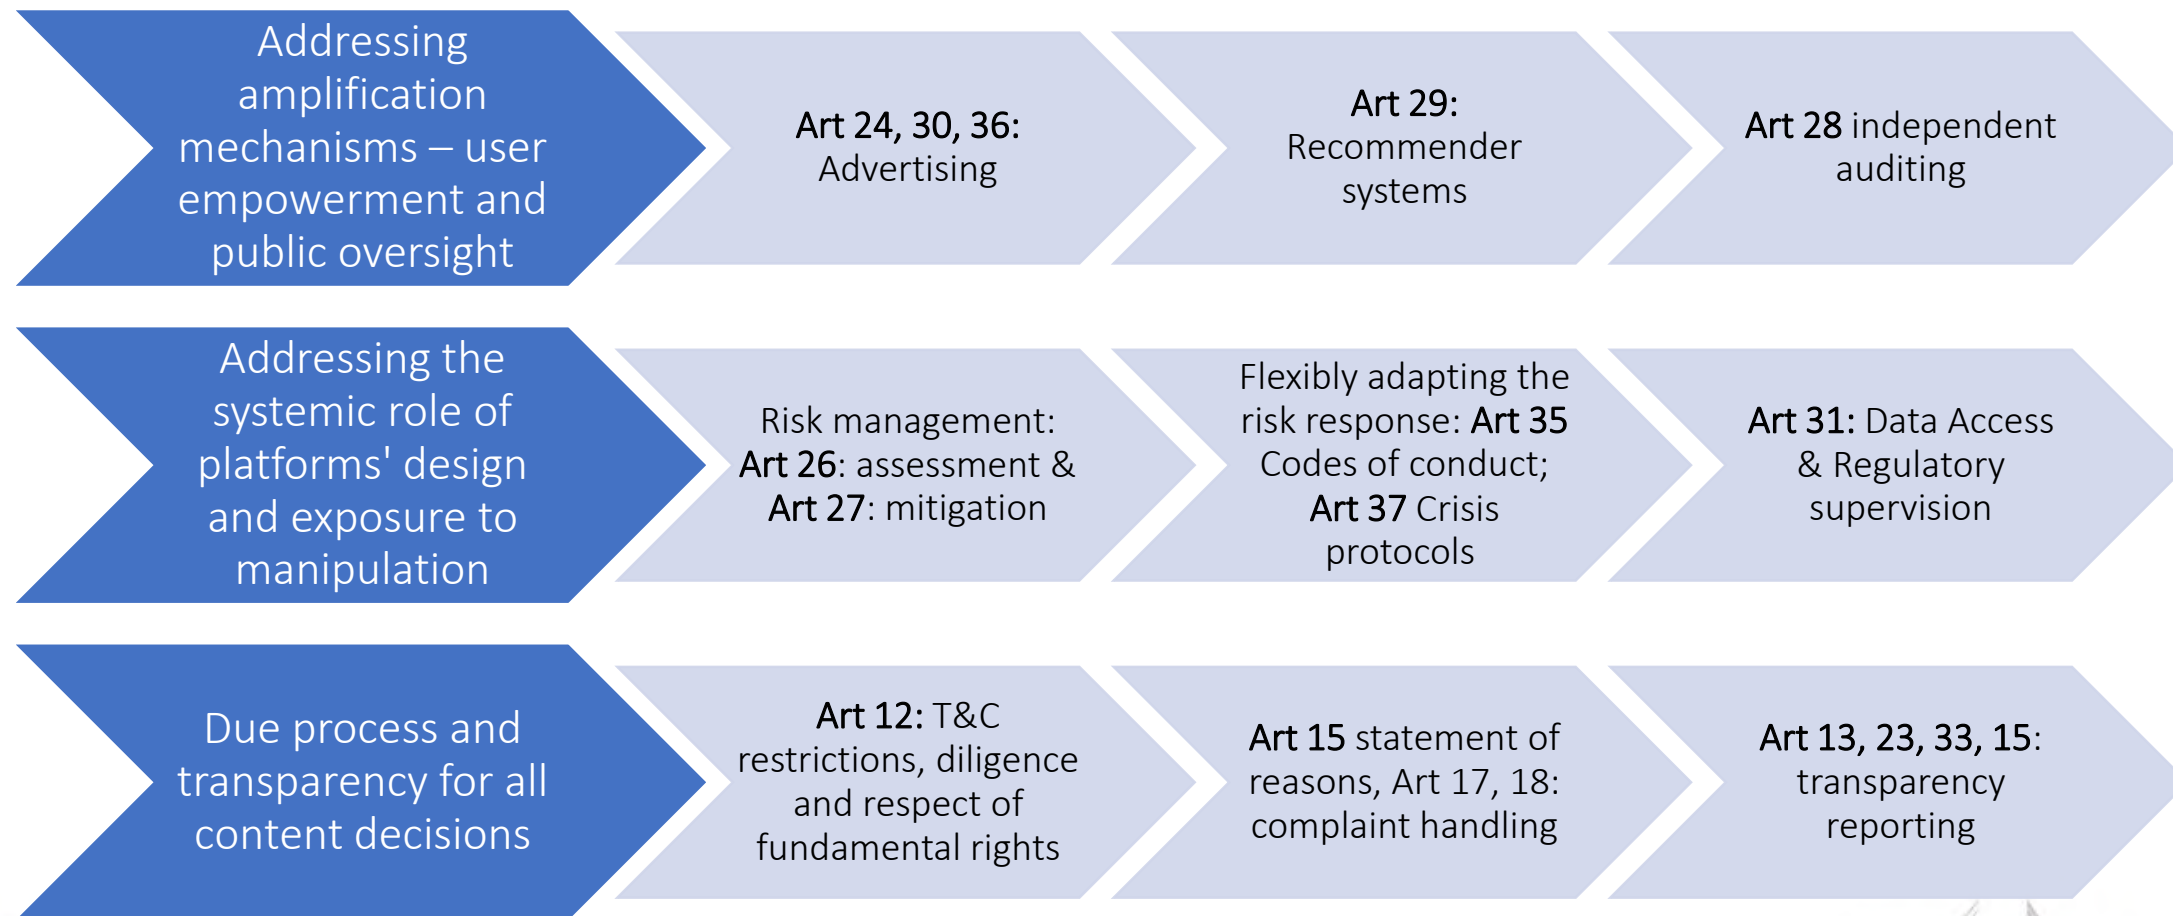 Addressing
amplification
mechanisms – user
empowerment and
public oversight
Art 24, 30, 36:
Advertising
Art 29:
Recommender
systems
Art 28 independent
auditing
Addressing the
systemic role of
platforms' design
and exposure to
manipulation
Risk management:
Art 26: assessment &
Art 27: mitigation
Flexibly adapting the
risk response: Art 35
Codes of conduct;
Art 37 Crisis
protocols
Art 31: Data Access
& Regulatory
supervision
Due process and
transparency for all
content decisions
Art 12: T&C
restrictions, diligence
and respect of
fundamental rights
Art 15 statement of
reasons, Art 17, 18:
complaint handling
Art 13, 23, 33, 15:
transparency
reporting